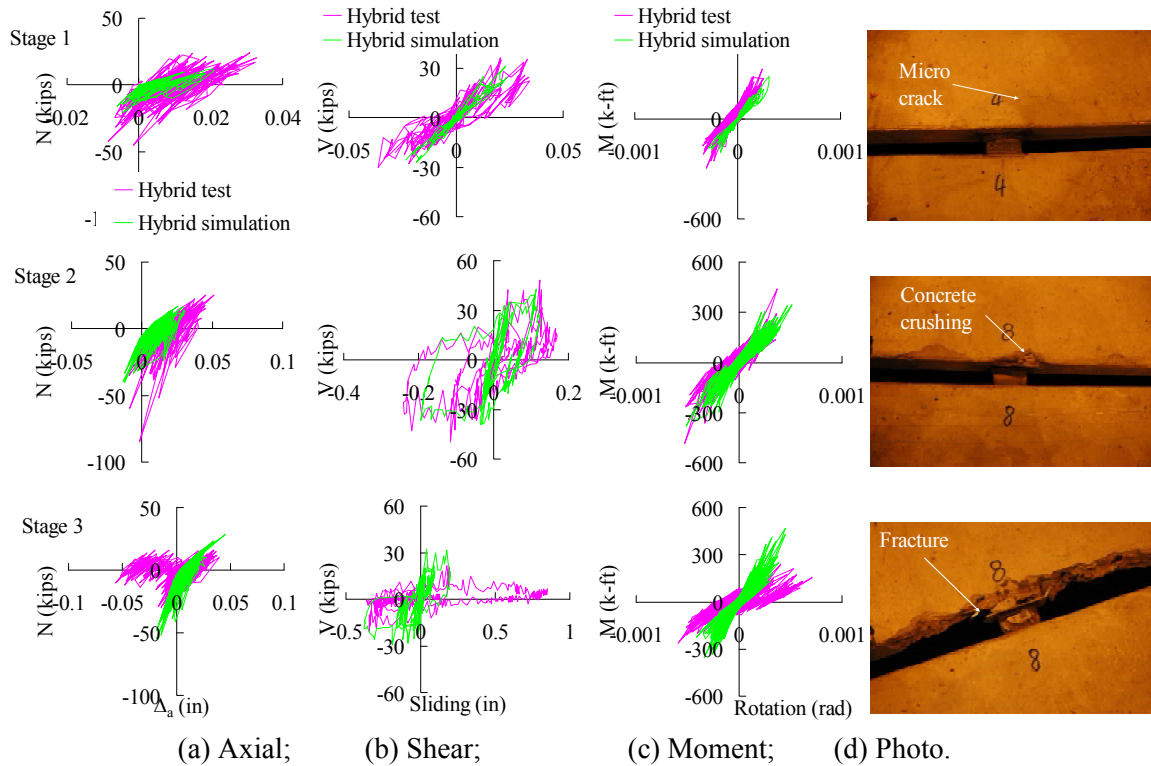 Stage 1
N (kips)
50
0
-50
-1
-0.02
0
0.02
0.04
Hybrid test
Hybrid simulation
Hybrid test
Hybrid simulation
V (kips)
60
30
0
-30
-60
-0.05
0
0.05
Hybrid test
Hybrid simulation
M (k-ft)
600
0
-600
-0.001
0
0.001
Micro
crack
4
4
Stage 2
N (kips)
50
0
-50
-100
-0.05
0
0.05
0.1
V (kips)
60
30
0
-30
-60
-0.4
-0.2
0
0.2
M (k-ft)
600
300
0
-300
-600
-0.001
0
0.001
Concrete
crushing
8
8
Stage 3
N (kips)
50
0
-50
-100
-0.1
-0.05
0
0.05
0.1
Δa (in)
V (kips)
60
30
0
-30
-60
-0.5
0
0.5
1
Sliding (in)
M (k-ft)
600
300
0
-300
-600
-0.001
0
0.001
Rotation (rad)
Fracture
8
8
(a) Axial; (b) Shear; (c) Moment; (d) Photo.